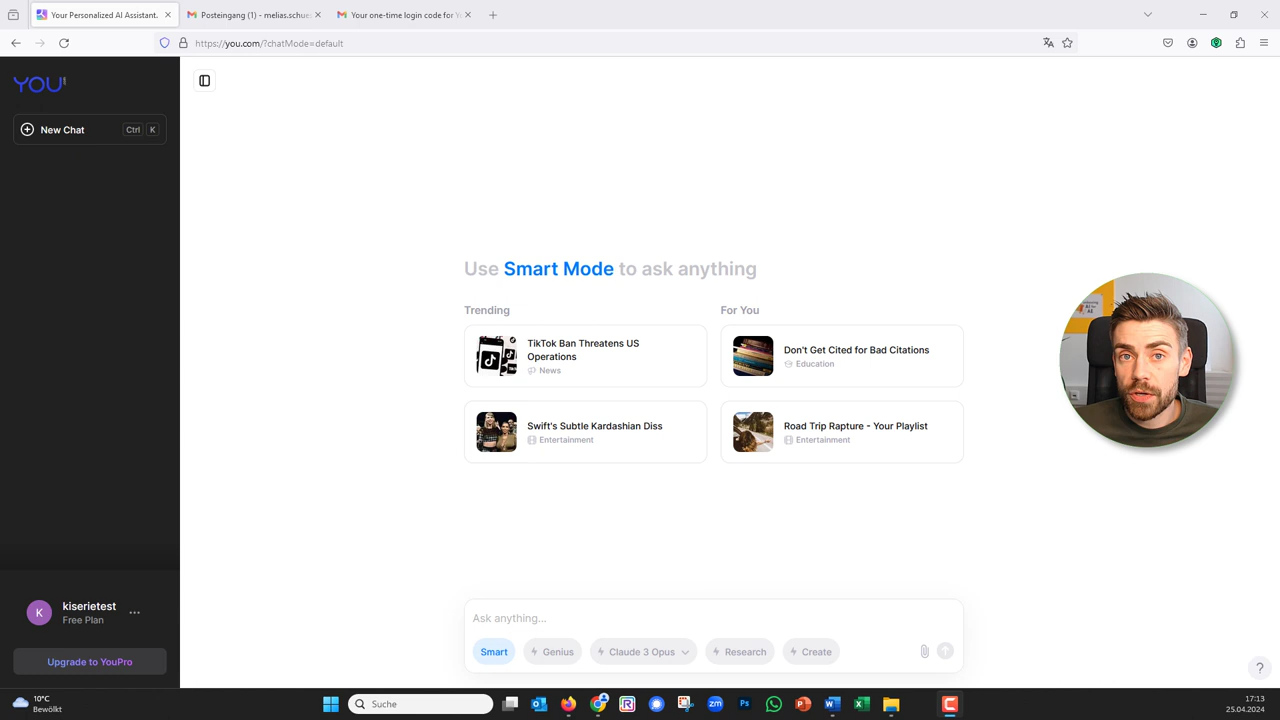 Your Personalized AI Assistant.
Posteingang (1) - melias.schue
Your one-time login code for Y
https://you.com/?chatMode=default
YOU
New Chat
Ctrl K
Use Smart Mode to ask anything
Trending
For You
TikTok Ban Threatens US
Operations
News
Don't Get Cited for Bad Citations
Education
Swift's Subtle Kardashian Diss
Entertainment
Road Trip Rapture - Your Playlist
Entertainment
Ask anything...
Smart
Genius
Claude 3 Opus
Research
Create
K
kiserietest
Free Plan
Upgrade to YouPro
?
10°C
Bewölkt
Suche
17:13
25.04.2024